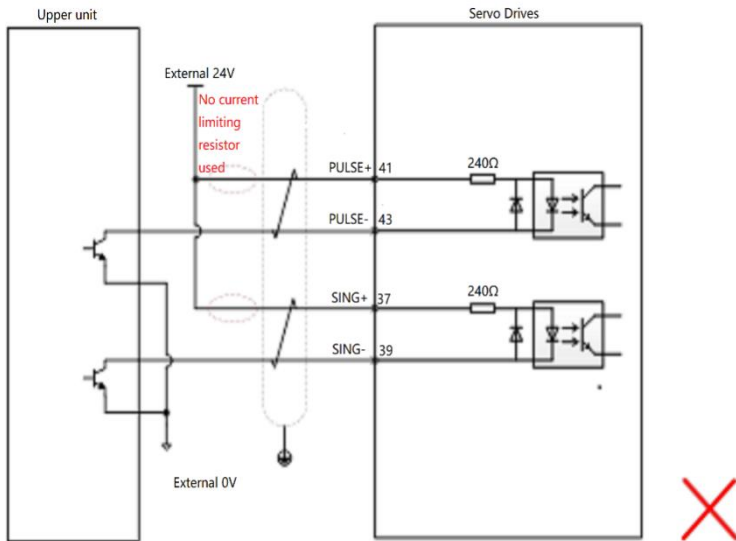 Upper unit
Servo Drives
External 24V
No current
limiting
resistor
used
PULSE+ 41
240Ω
PULSE- 43
SING+ 37
240Ω
SING- 39
External 0V